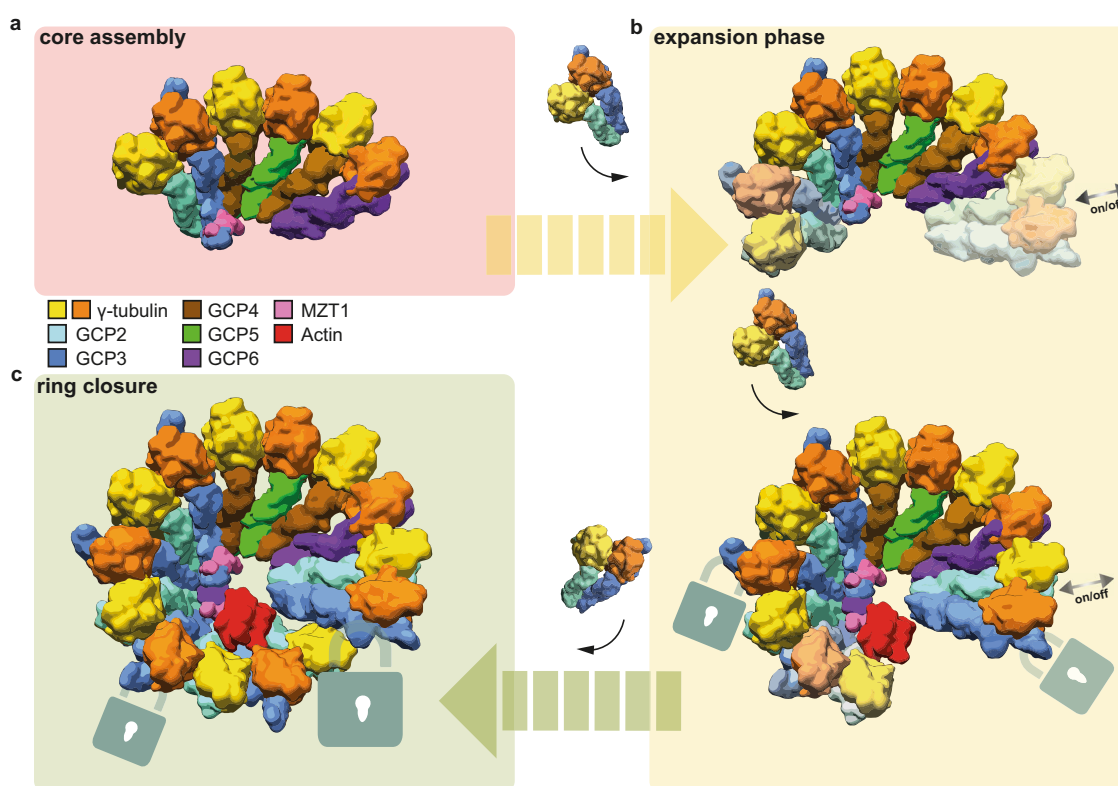 a
core assembly
b
expansion phase
on/off
γ-tubulin
GCP2
GCP3
GCP4
GCP5
GCP6
MZT1
Actin
c
ring closure
on/off